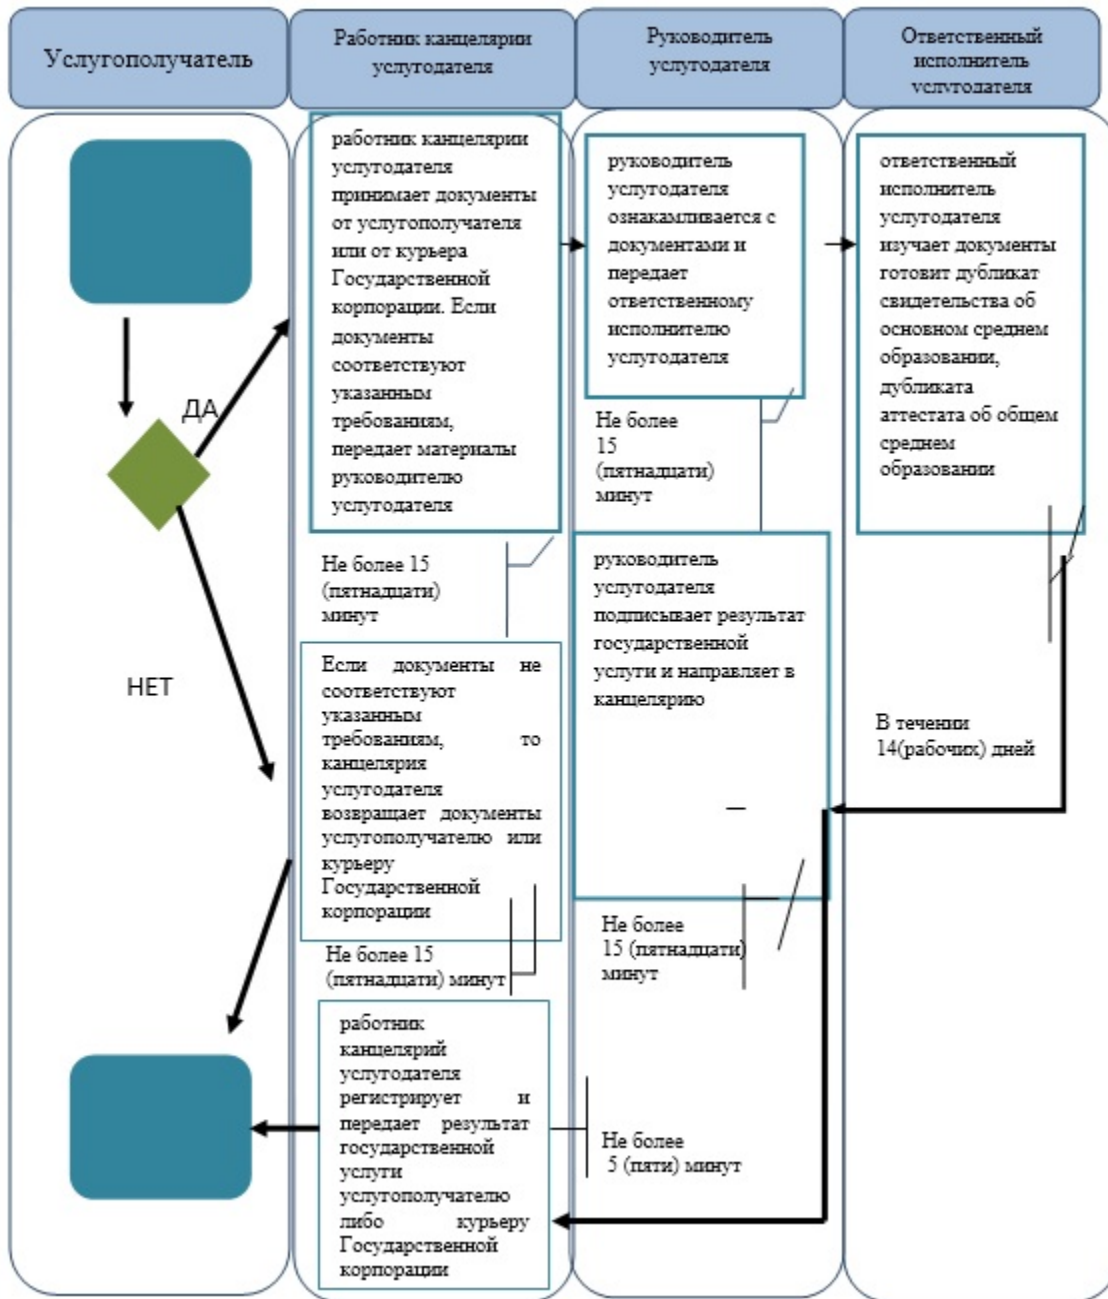 Услугополучатель
Работник канцелярии
услугодателя
Руководитель
услугодателя
Ответственный
исполнитель
услугодателя
работник канцелярии
услугодателя
принимает документы
от услугополучателя
или от курьера
Государственной
корпорации. Если
документы
соответствуют
указанным
требованиям,
передает материалы
руководителю
услугодателя
руководитель
услугодателя
ознакамливается с
документами и
передает
ответственному
исполнителю
услугодателя
ответственный
исполнитель
услугодателя
изучает документы
готовит дубликат
свидетельства об
основном среднем
образовании,
дубликата
аттестата об общем
среднем
образовании
ДА
НЕТ
Не более 15
(пятнадцати)
минут
Не более
15
(пятнадцати)
минут
Если документы не
соответствуют
указанным
требованиям, то
канцелярия
услугодателя
возвращает документы
услугополучателю или
курьеру
Государственной
корпорации
руководитель
услугодателя
подписывает результат
государственной
услуги и направляет в
канцелярию
В течении
14(рабочих) дней
Не более 15
(пятнадцати) минут
Не более
15 (пятнадцати)
минут
работник
канцелярий
услугодателя
регистрирует и
передает результат
государственной
услуги
услугополучателю
либо курьеру
Государственной
корпорации
Не более
5 (пяти) минут